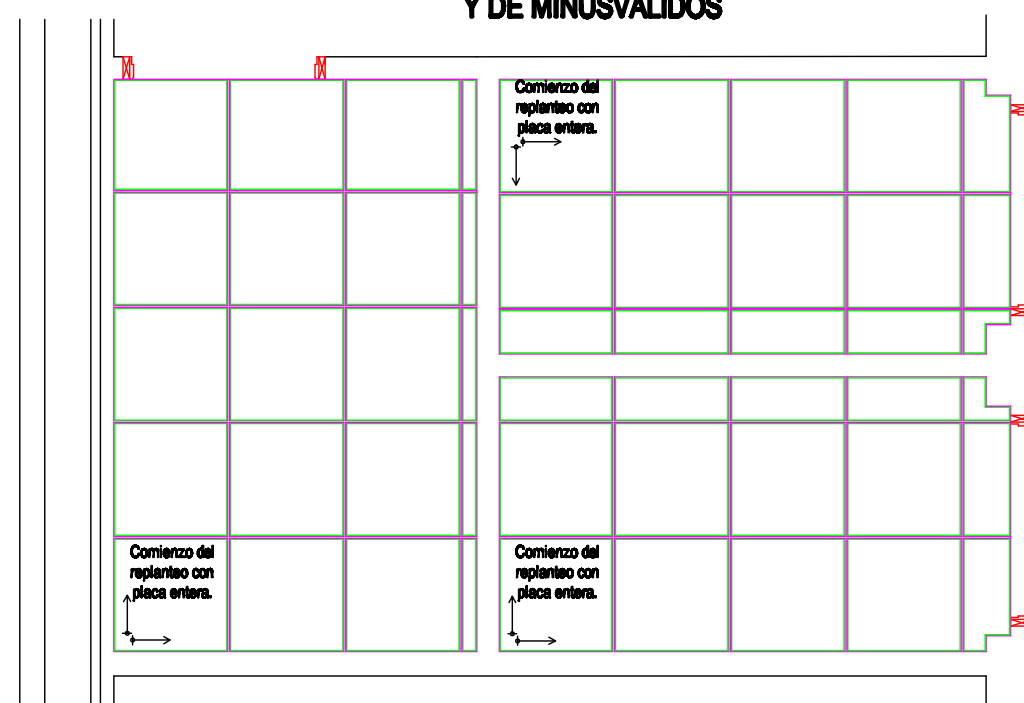 Y DE MINUSVALIDOS
Comienzo del
replanteo con
placa entera.
Comienzo del
replanteo con
placa entera.
Comienzo del
replanteo con
placa entera.